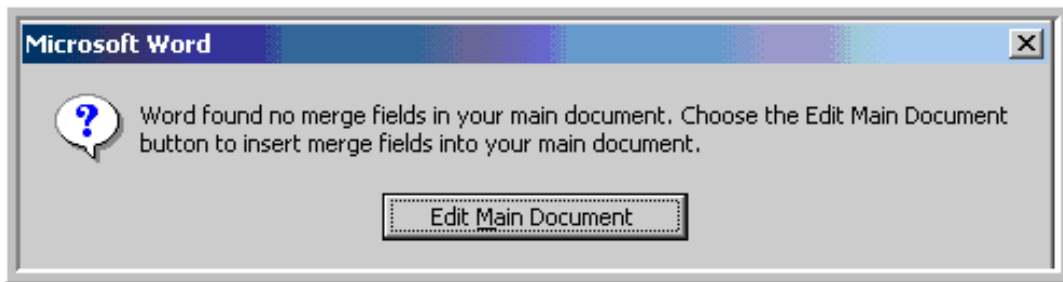 Microsoft Word
Word found no merge fields in your main document. Choose the Edit Main Document
button to insert merge fields into your main document.
Edit Main Document